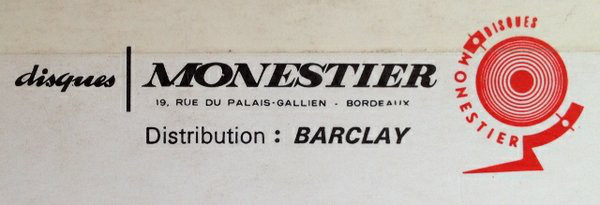 disques MONESTIER
19, RUE DU PALAIS-GALLIEN - BORDEAUX
Distribution : BARCLAY
DISQUES
MONESTIER